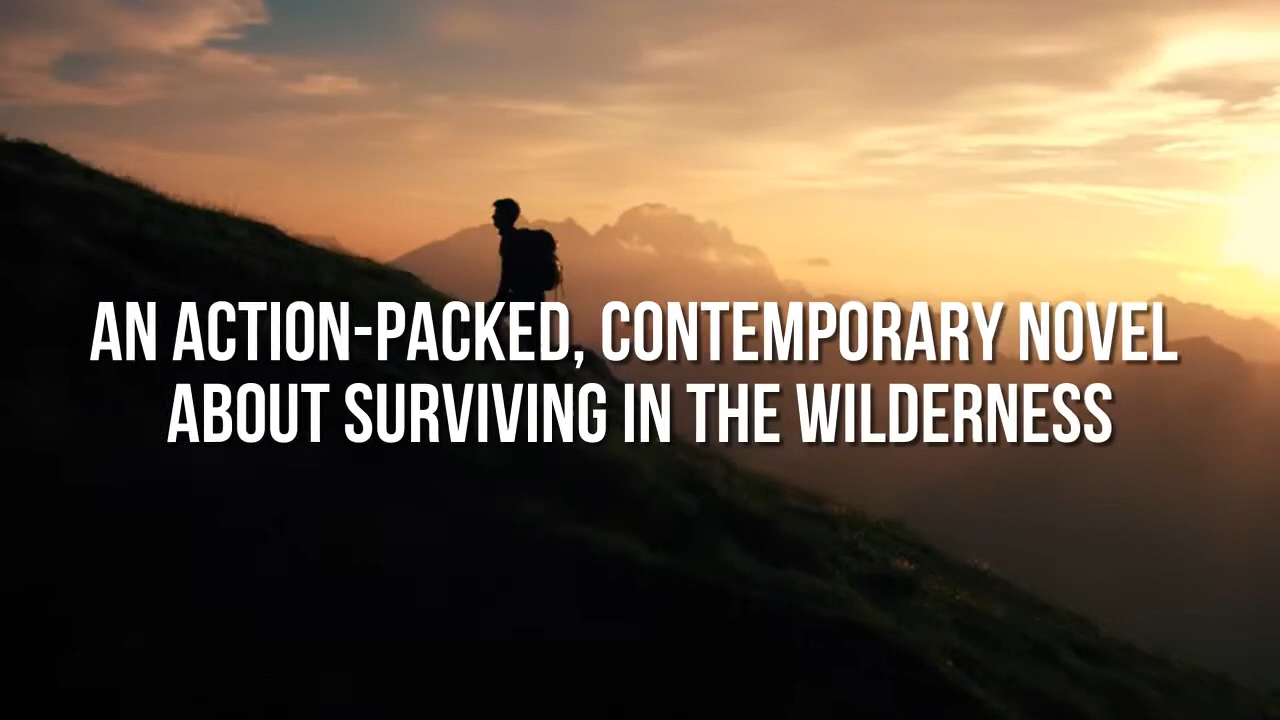 AN ACTION-PACKED, CONTEMPORARY NOVEL
ABOUT SURVIVING IN THE WILDERNESS